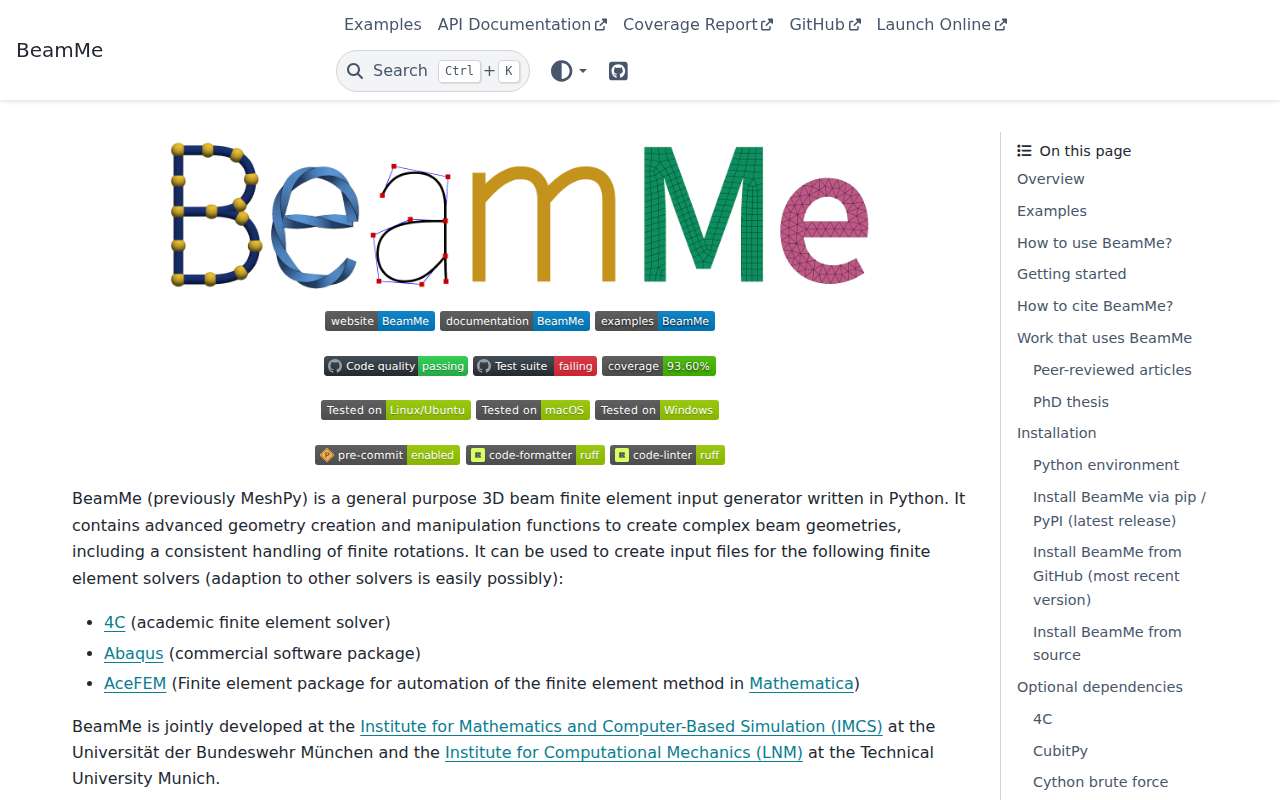 BeamMe
Examples
API Documentation
Coverage Report
GitHub
Launch Online
Search Ctrl + K
BeamMe
website BeamMe
documentation BeamMe
examples BeamMe
Code quality passing
Test suite failing
coverage 93.60%
Tested on Linux/Ubuntu
Tested on macOS
Tested on Windows
pre-commit enabled
code-formatter ruff
code-linter ruff
BeamMe (previously MeshPy) is a general purpose 3D beam finite element input generator written in Python. It
contains advanced geometry creation and manipulation functions to create complex beam geometries,
including a consistent handling of finite rotations. It can be used to create input files for the following finite
element solvers (adaption to other solvers is easily possibly):
• 4C (academic finite element solver)
• Abaqus (commercial software package)
• AceFEM (Finite element package for automation of the finite element method in Mathematica)
BeamMe is jointly developed at the Institute for Mathematics and Computer-Based Simulation (IMCS) at the
Universität der Bundeswehr München and the Institute for Computational Mechanics (LNM) at the Technical
University Munich.
On this page
Overview
Examples
How to use BeamMe?
Getting started
How to cite BeamMe?
Work that uses BeamMe
Peer-reviewed articles
PhD thesis
Installation
Python environment
Install BeamMe via pip /
PyPI (latest release)
Install BeamMe from
GitHub (most recent
version)
Install BeamMe from
source
Optional dependencies
4C
CubitPy
Cython brute force